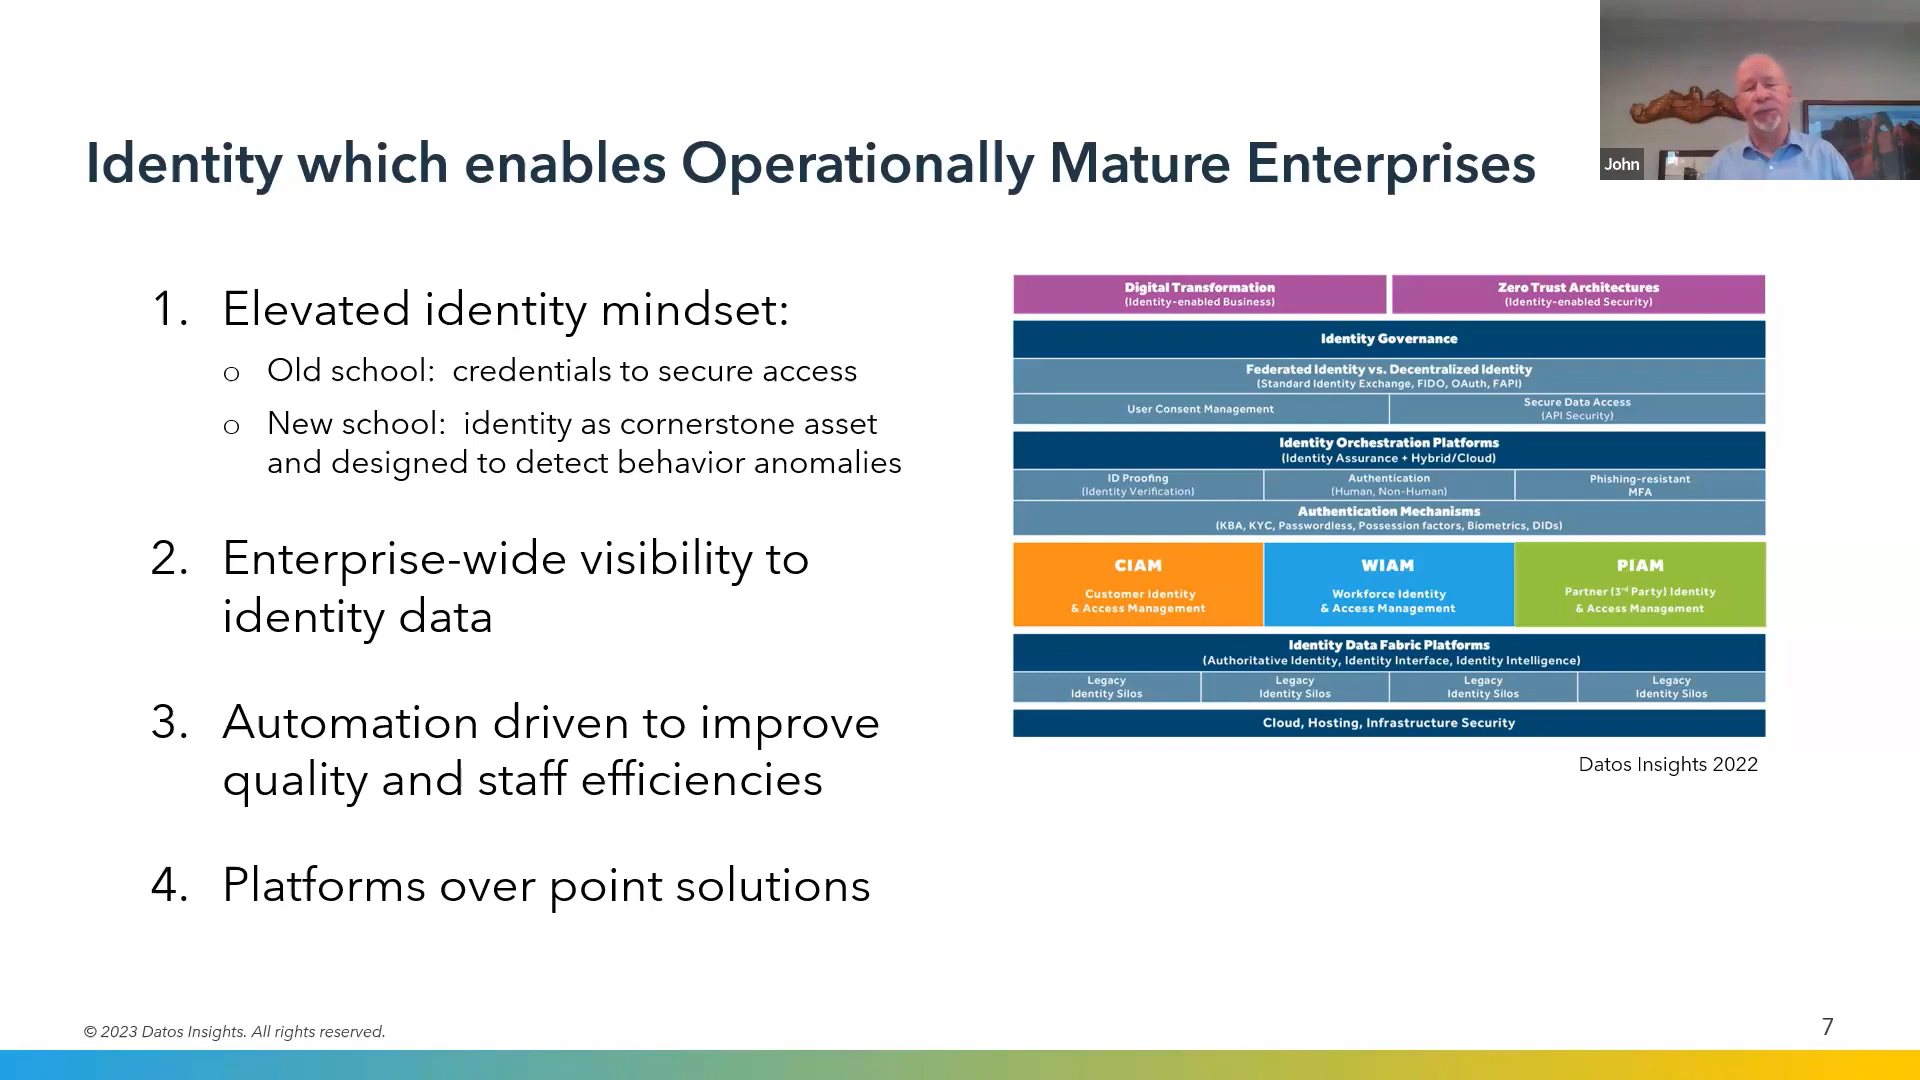 John
Identity which enables Operationally Mature Enterprises
1. Elevated identity mindset:
o Old school: credentials to secure access
o New school: identity as cornerstone asset
and designed to detect behavior anomalies
2. Enterprise-wide visibility to
identity data
3. Automation driven to improve
quality and staff efficiencies
4. Platforms over point solutions
Digital Transformation
(Identity-enabled Business)
Zero Trust Architectures
(Identity-enabled Security)
Identity Governance
Federated Identity vs. Decentralized Identity
(Standard Identity Exchange, FIDO, OAuth, FAPI)
User Consent Management
Secure Data Access
(API Security)
Identity Orchestration Platforms
(Identity Assurance + Hybrid/Cloud)
ID Proofing
(Identity Verification)
Authentication
(Human, Non-Human)
Phishing-resistant
MFA
Authentication Mechanisms
(KBA, KYC, Passwordless, Possession factors, Biometrics, DIDs)
CIAM
Customer Identity
& Access Management
WIAM
Workforce Identity
& Access Management
PIAM
Partner (3rd Party) Identity
& Access Management
Identity Data Fabric Platforms
(Authoritative Identity, Identity Interface, Identity Intelligence)
Legacy
Identity Silos
Legacy
Identity Silos
Legacy
Identity Silos
Legacy
Identity Silos
Cloud, Hosting, Infrastructure Security
Datos Insights 2022
© 2023 Datos Insights. All rights reserved.
7